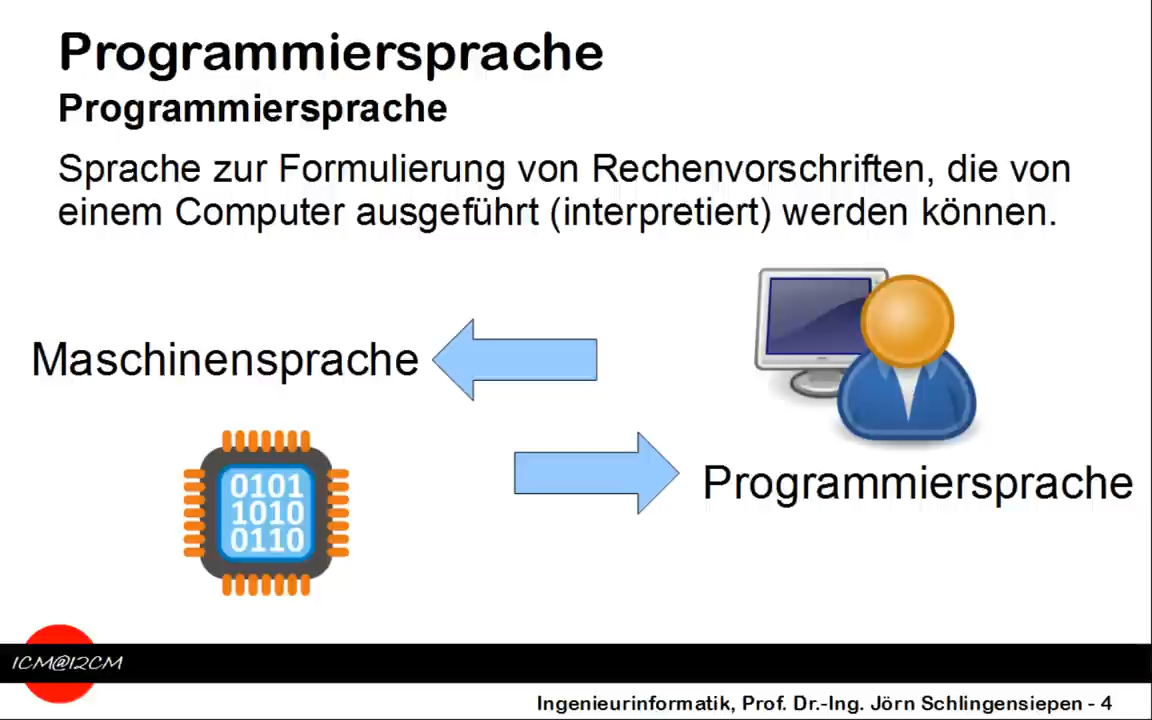 Programmiersprache
Programmiersprache
Sprache zur Formulierung von Rechenvorschriften, die von
einem Computer ausgeführt (interpretiert) werden können.
Maschinensprache
0101
1010
0110
Programmiersprache
ICM@I2CM
Ingenieurinformatik, Prof. Dr.-Ing. Jörn Schlingensiepen - 4